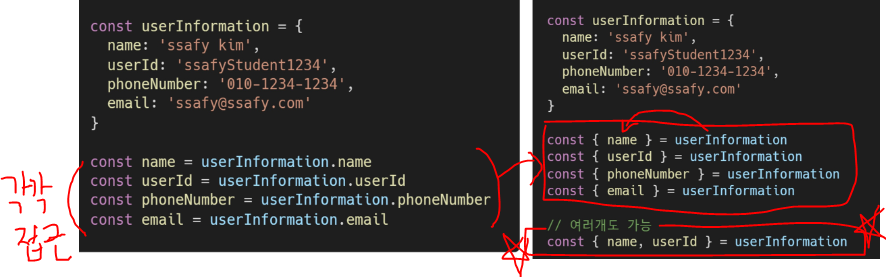 const userInformation = {
name: 'ssafy kim',
userId: 'ssafyStudent1234',
phoneNumber: '010-1234-1234',
email: 'ssafy@ssafy.com'
}
const name = userInformation.name
const userId = userInformation.userId
const phoneNumber = userInformation.phoneNumber
const email = userInformation.email
각각
접근
const userInformation = {
name: 'ssafy kim',
userId: 'ssafyStudent1234',
phoneNumber: '010-1234-1234',
email: 'ssafy@ssafy.com'
}
const { name } = userInformation
const { userId } = userInformation
const { phoneNumber } = userInformation
const { email } = userInformation
// 여러개도 가능
const { name, userId } = userInformation